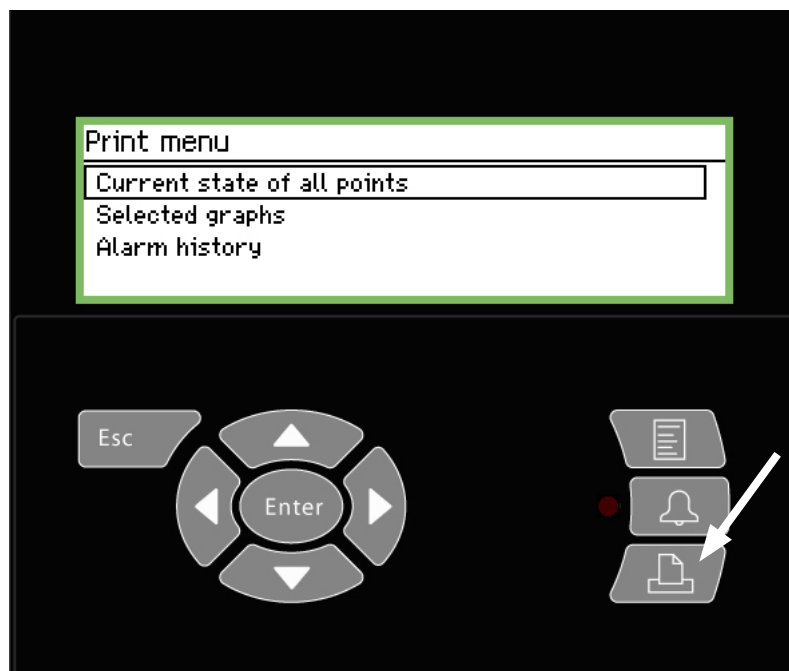 Print menu
Current state of all points
Selected graphs
Alarm history
Esc
Enter